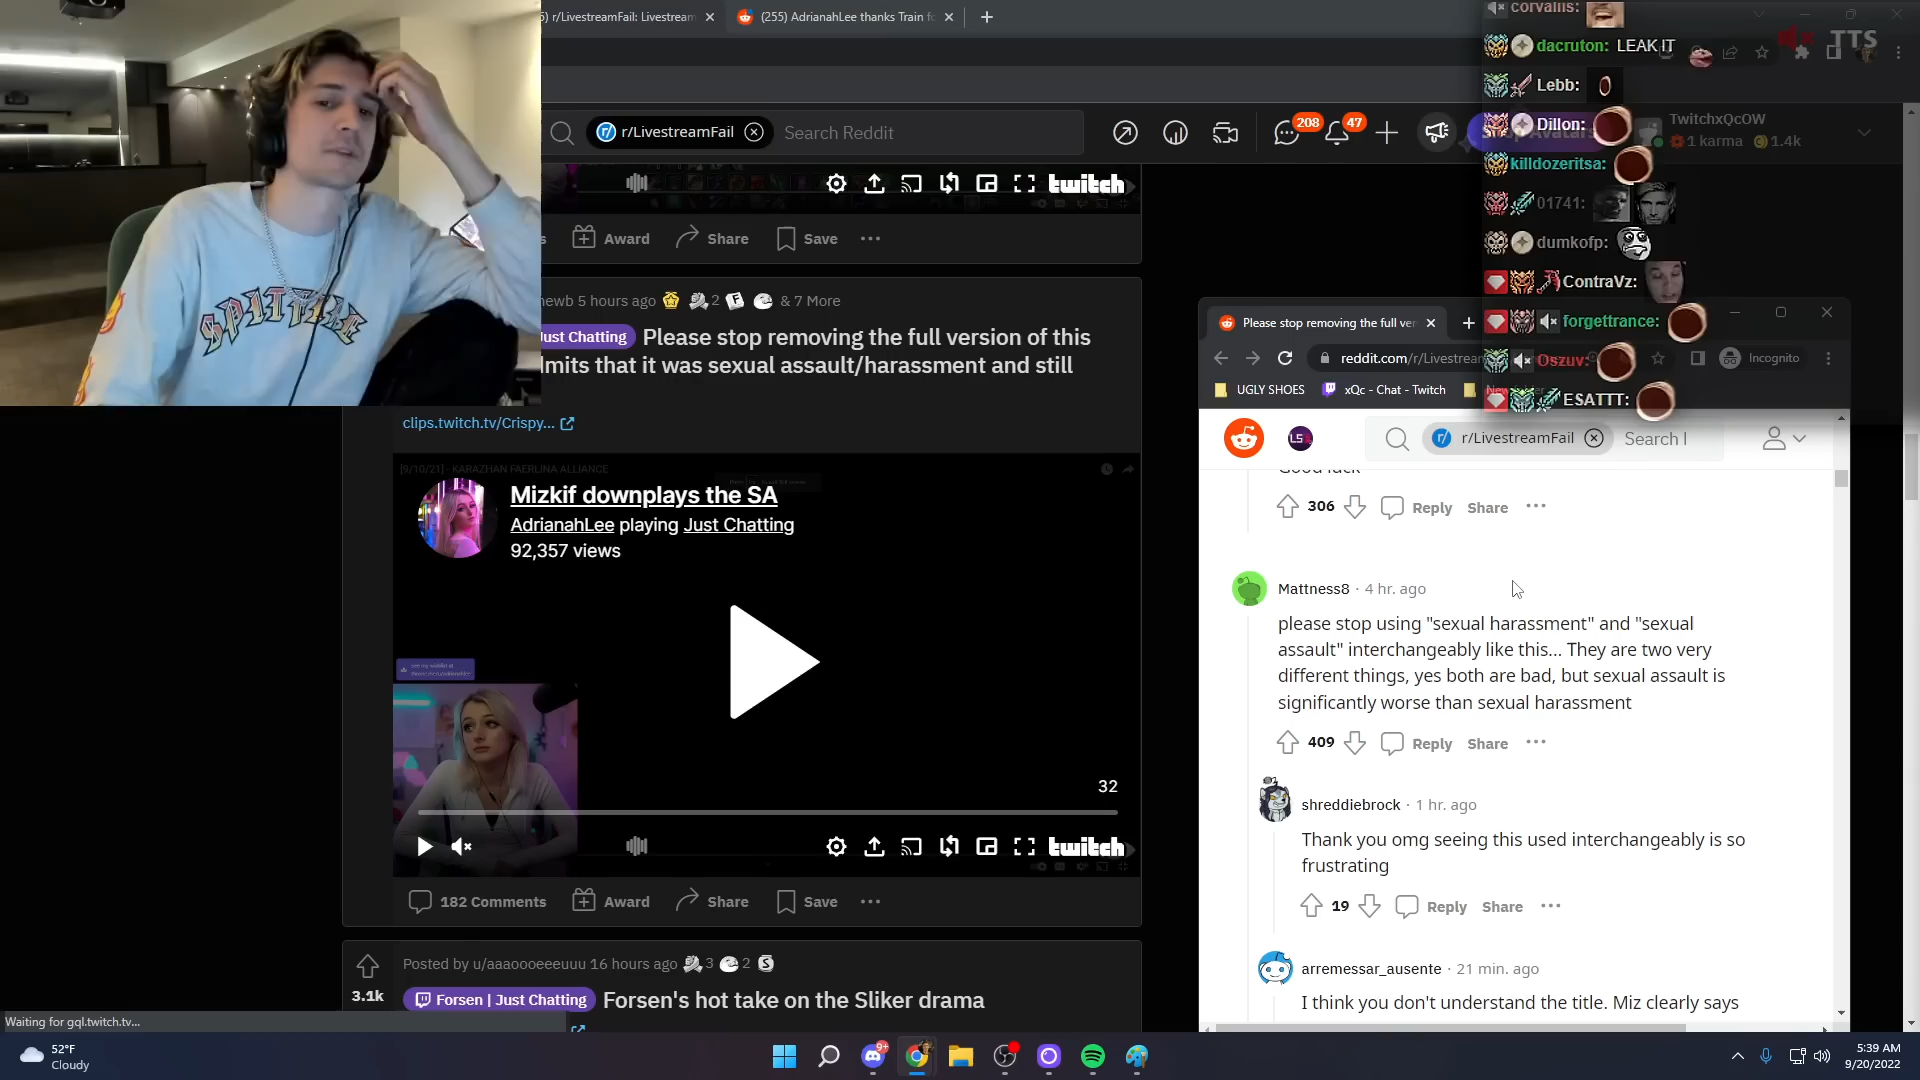 r/LivestreamFail: Livestream
(255) AdrianahLee thanks Train fo
r/LivestreamFail
Search Reddit
208
47
TwitchxQcOW
1 karma
1.4k
TTS
corvallis:
dacruton: LEAK IT
Lebb:
Dillon:
killdozeritsa:
01741:
dumkofp:
ContraVz:
forgettrance:
Oszuv:
ESATTT:
SPITFIRE
twitch
Award
Share
Save
newb 5 hours ago
2
& 7 More
Just Chatting
Please stop removing the full version of this
mits that it was sexual assault/harassment and still
clips.twitch.tv/Crispy...
[9/10/21] - KARAZHAN FAERLINA ALLIANCE
Mizkif downplays the SA
AdrianahLee playing Just Chatting
92,357 views
32
twitch
182 Comments
Award
Share
Save
Posted by u/aaaoooeeeuuu 16 hours ago
3
2
3.1k
Forsen | Just Chatting
Forsen's hot take on the Sliker drama
Waiting for gql.twitch.tv...
Please stop removing the full ver
reddit.com/r/Livestream
Incognito
UGLY SHOES
xQc - Chat - Twitch
r/LivestreamFail
Search l
Good luck
306
Reply
Share
Mattness8 · 4 hr. ago
please stop using "sexual harassment" and "sexual
assault" interchangeably like this... They are two very
different things, yes both are bad, but sexual assault is
significantly worse than sexual harassment
409
Reply
Share
shreddiebrock · 1 hr. ago
Thank you omg seeing this used interchangeably is so
frustrating
19
Reply
Share
arremessar_ausente · 21 min. ago
I think you don't understand the title. Miz clearly says
52°F
Cloudy
9+
5:39 AM
9/20/2022